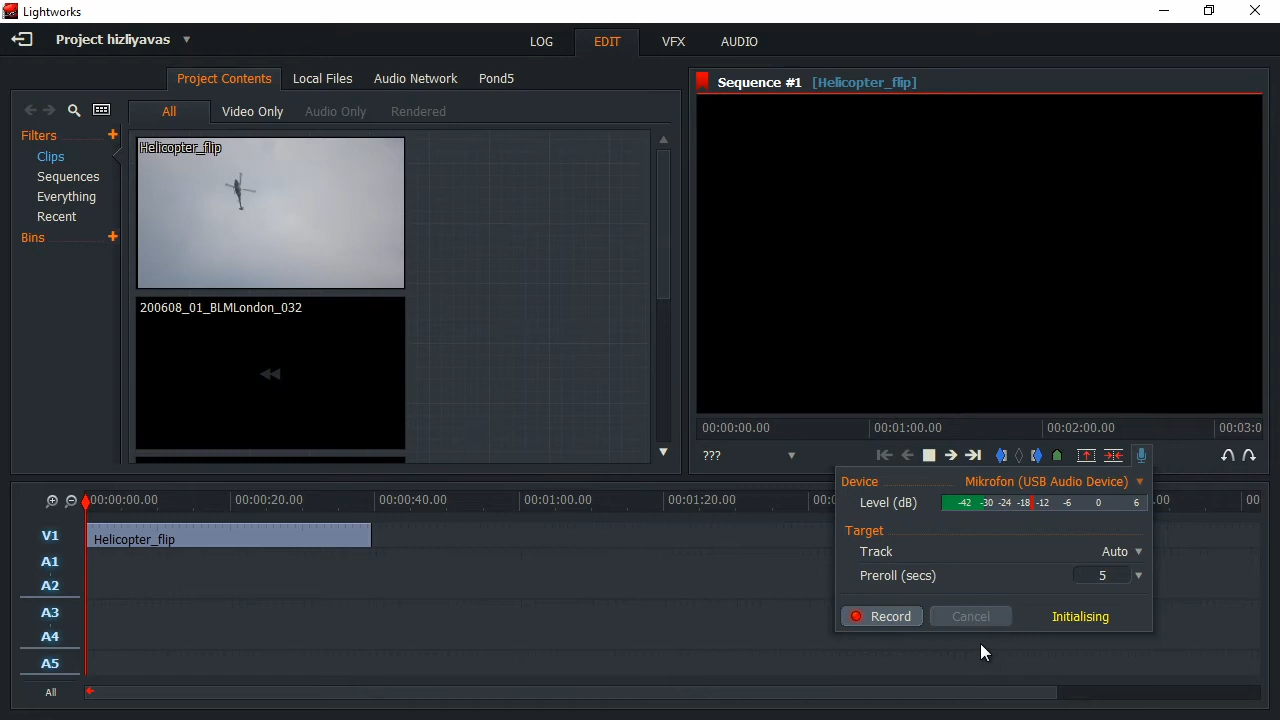 Lightworks
Project hizliyavas
LOG EDIT VFX AUDIO
Project Contents Local Files Audio Network Pond5
Sequence #1 [Helicopter_flip]
All Video Only Audio Only Rendered
Filters +
Clips
Sequences
Everything
Recent
Bins +
Helicopter_flip
200608_01_BLMLondon_032
00:00:00.00 00:01:00.00 00:02:00.00 00:03:0
???
Device Mikrofon (USB Audio Device)
Level (dB) -42 -30 -24 -18 -12 -6 0 6
Target
Track Auto
Preroll (secs) 5
Record Cancel Initialising
00:00:00.00 00:00:20.00 00:00:40.00 00:01:00.00 00:01:20.00 00:0 .00 00
V1 Helicopter_flip
A1
A2
A3
A4
A5
All